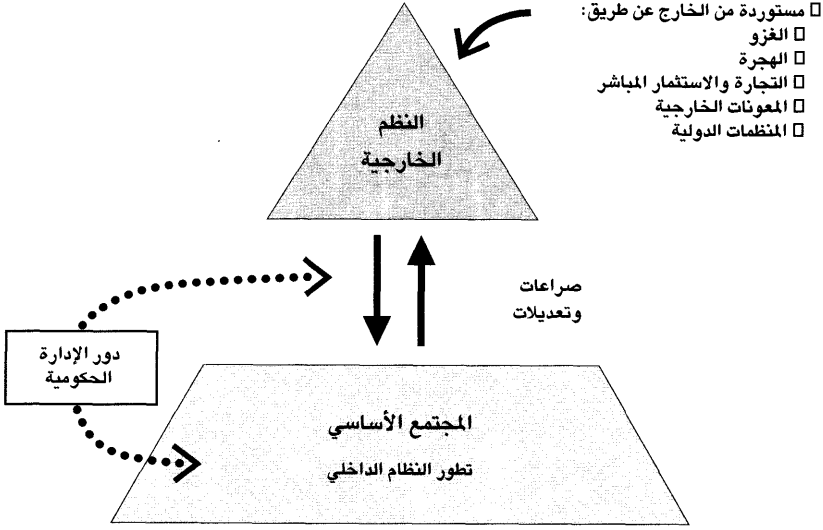 مستوردة من الخارج عن طريق:
الغزو
الهجرة
التجارة والاستثمار المباشر
المعونات الخارجية
المنظمات الدولية
النظم
الخارجية
صراعات
وتعديلات
دور الإدارة
الحكومية
المجتمع الأساسي
تطور النظام الداخلي